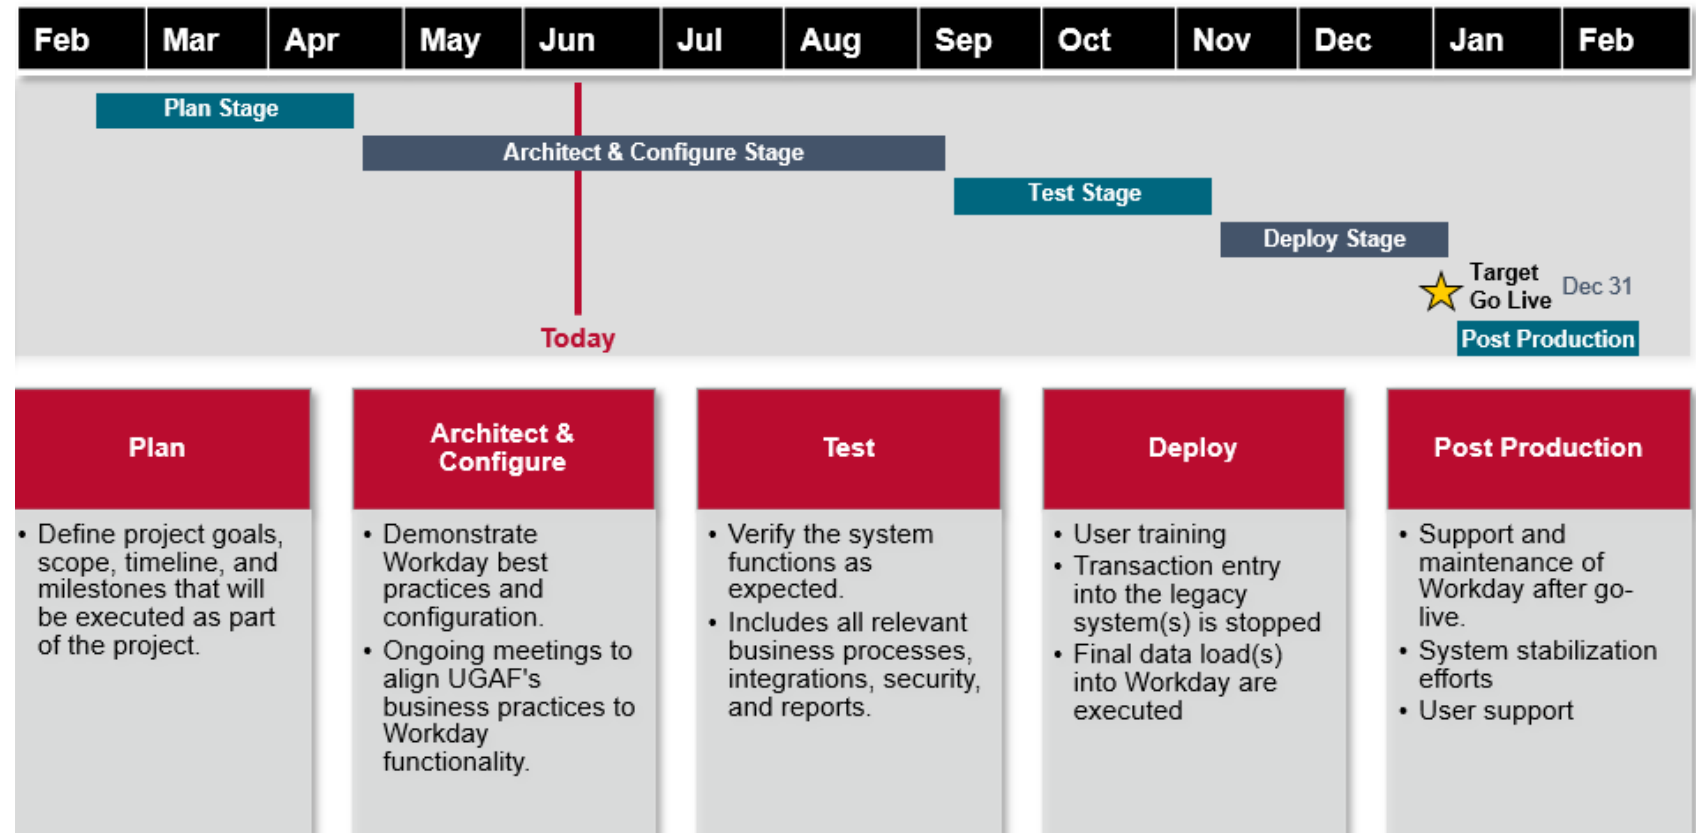 Feb Mar Apr May Jun Jul Aug Sep Oct Nov Dec Jan Feb
Plan Stage
Architect & Configure Stage
Test Stage
Deploy Stage
Target
Go Live
Dec 31
Today
Post Production
Plan
• Define project goals,
scope, timeline, and
milestones that will
be executed as part
of the project.
Architect &
Configure
• Demonstrate
Workday best
practices and
configuration.
• Ongoing meetings to
align UGAF's
business practices to
Workday
functionality.
Test
• Verify the system
functions as
expected.
• Includes all relevant
business processes,
integrations, security,
and reports.
Deploy
• User training
• Transaction entry
into the legacy
system(s) is stopped
• Final data load(s)
into Workday are
executed
Post Production
• Support and
maintenance of
Workday after go-
live.
• System stabilization
efforts
• User support